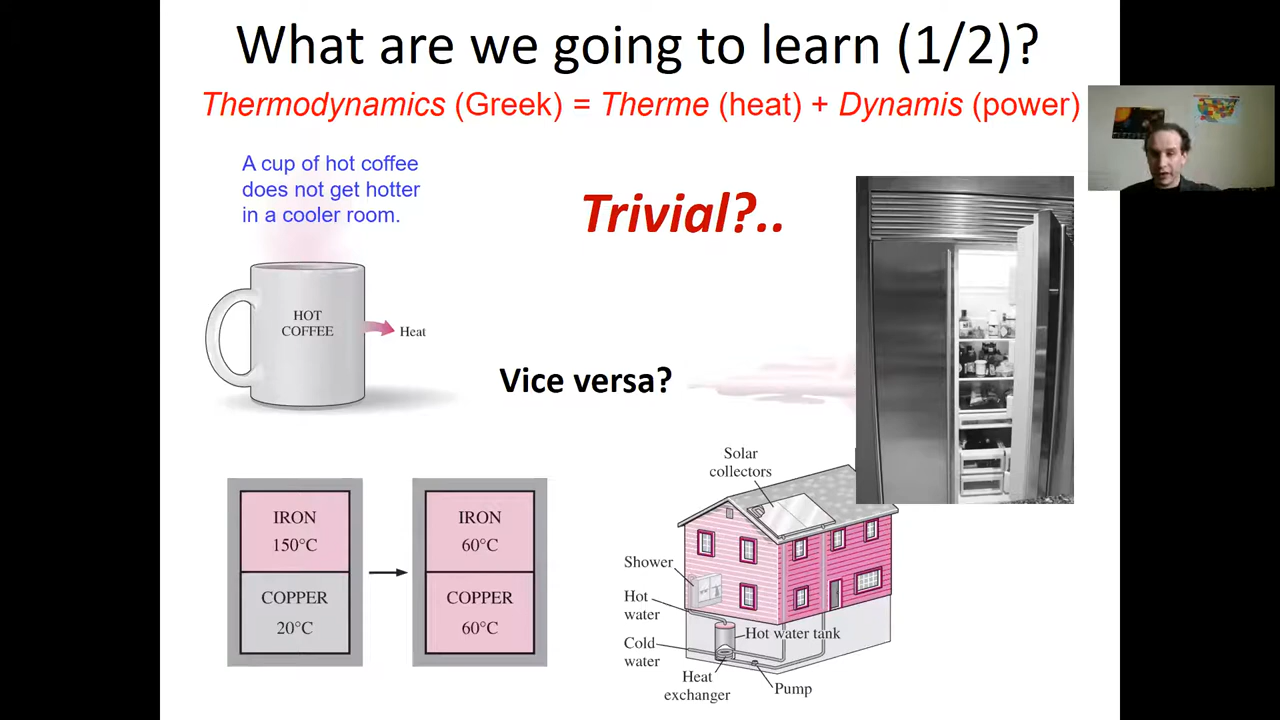 What are we going to learn (1/2)?
Thermodynamics (Greek) = Therme (heat) + Dynamis (power)
A cup of hot coffee
does not get hotter
in a cooler room.
Trivial?..
HOT
COFFEE
Heat
Vice versa?
IRON
150°C
COPPER
20°C
IRON
60°C
COPPER
60°C
Solar
collectors
Shower
Hot
water
Hot water tank
Cold
water
Heat
exchanger
Pump